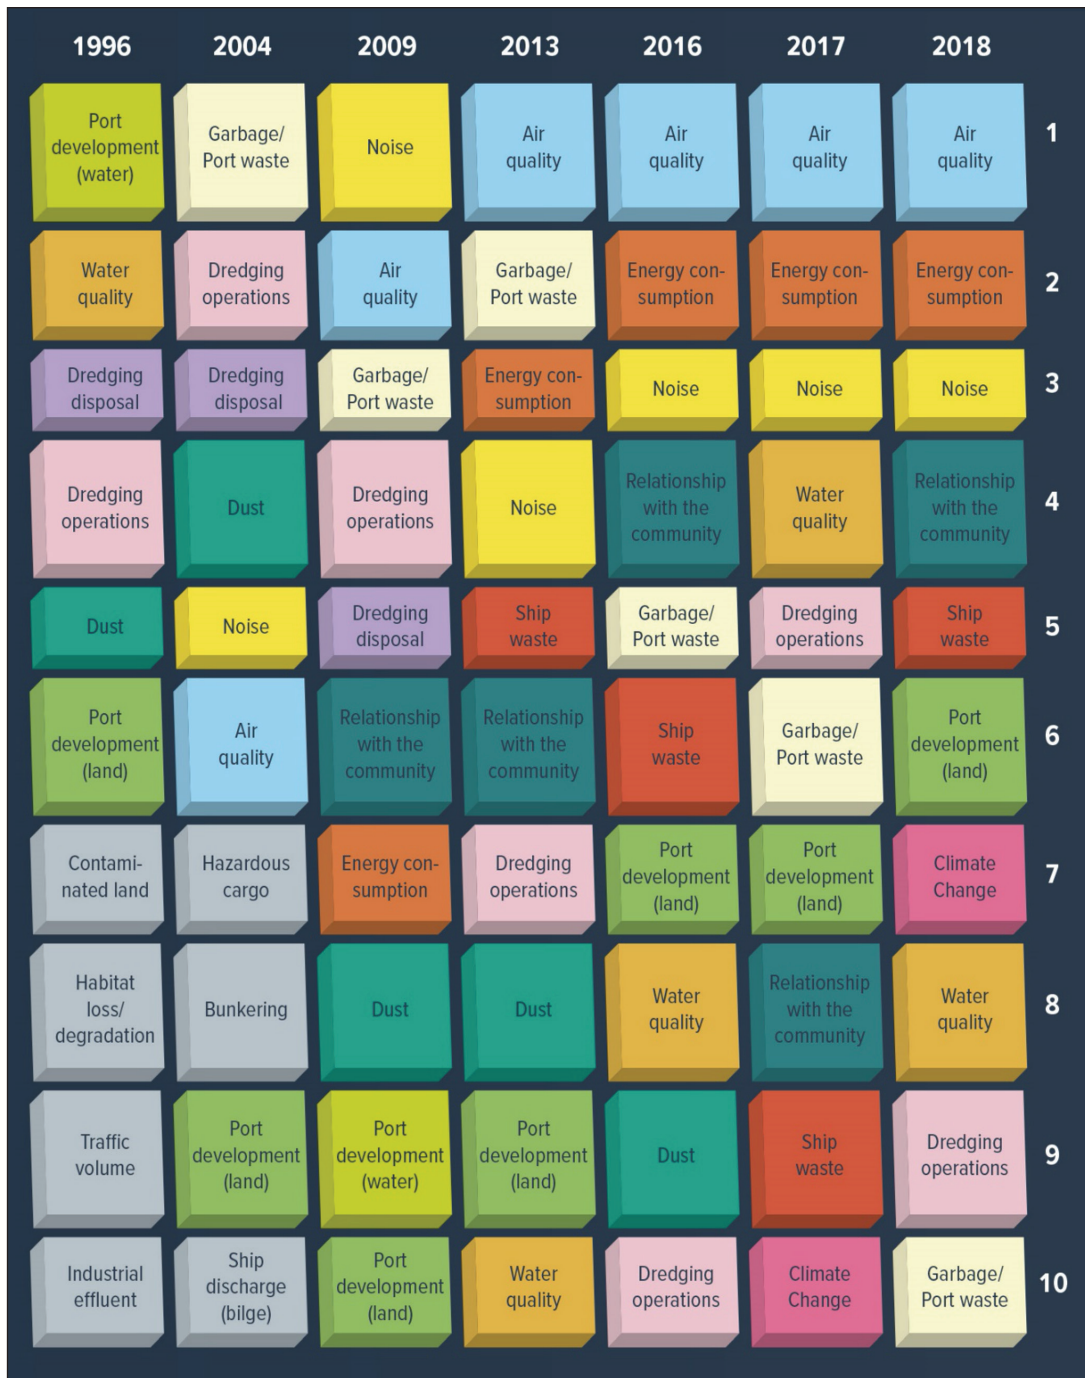 1996 2004 2009 2013 2016 2017 2018
Port
development
(water)
Garbage/
Port waste
Noise
Air
quality
Air
quality
Air
quality
Air
quality
1
Water
quality
Dredging
operations
Air
quality
Garbage/
Port waste
Energy con-
sumption
Energy con-
sumption
Energy con-
sumption
2
Dredging
disposal
Dredging
disposal
Garbage/
Port waste
Energy con-
sumption
Noise
Noise
Noise
3
Dredging
operations
Dust
Dredging
operations
Noise
Relationship
with the
community
Water
quality
Relationship
with the
community
4
Dust
Noise
Dredging
disposal
Ship
waste
Garbage/
Port waste
Dredging
operations
Ship
waste
5
Port
development
(land)
Air
quality
Relationship
with the
community
Relationship
with the
community
Ship
waste
Garbage/
Port waste
Port
development
(land)
6
Contami-
nated land
Hazardous
cargo
Energy con-
sumption
Dredging
operations
Port
development
(land)
Port
development
(land)
Climate
Change
7
Habitat
loss/
degradation
Bunkering
Dust
Dust
Water
quality
Relationship
with the
community
Water
quality
8
Traffic
volume
Port
development
(land)
Port
development
(water)
Port
development
(land)
Dust
Ship
waste
Dredging
operations
9
Industrial
effluent
Ship
discharge
(bilge)
Port
development
(land)
Water
quality
Dredging
operations
Climate
Change
Garbage/
Port waste
10